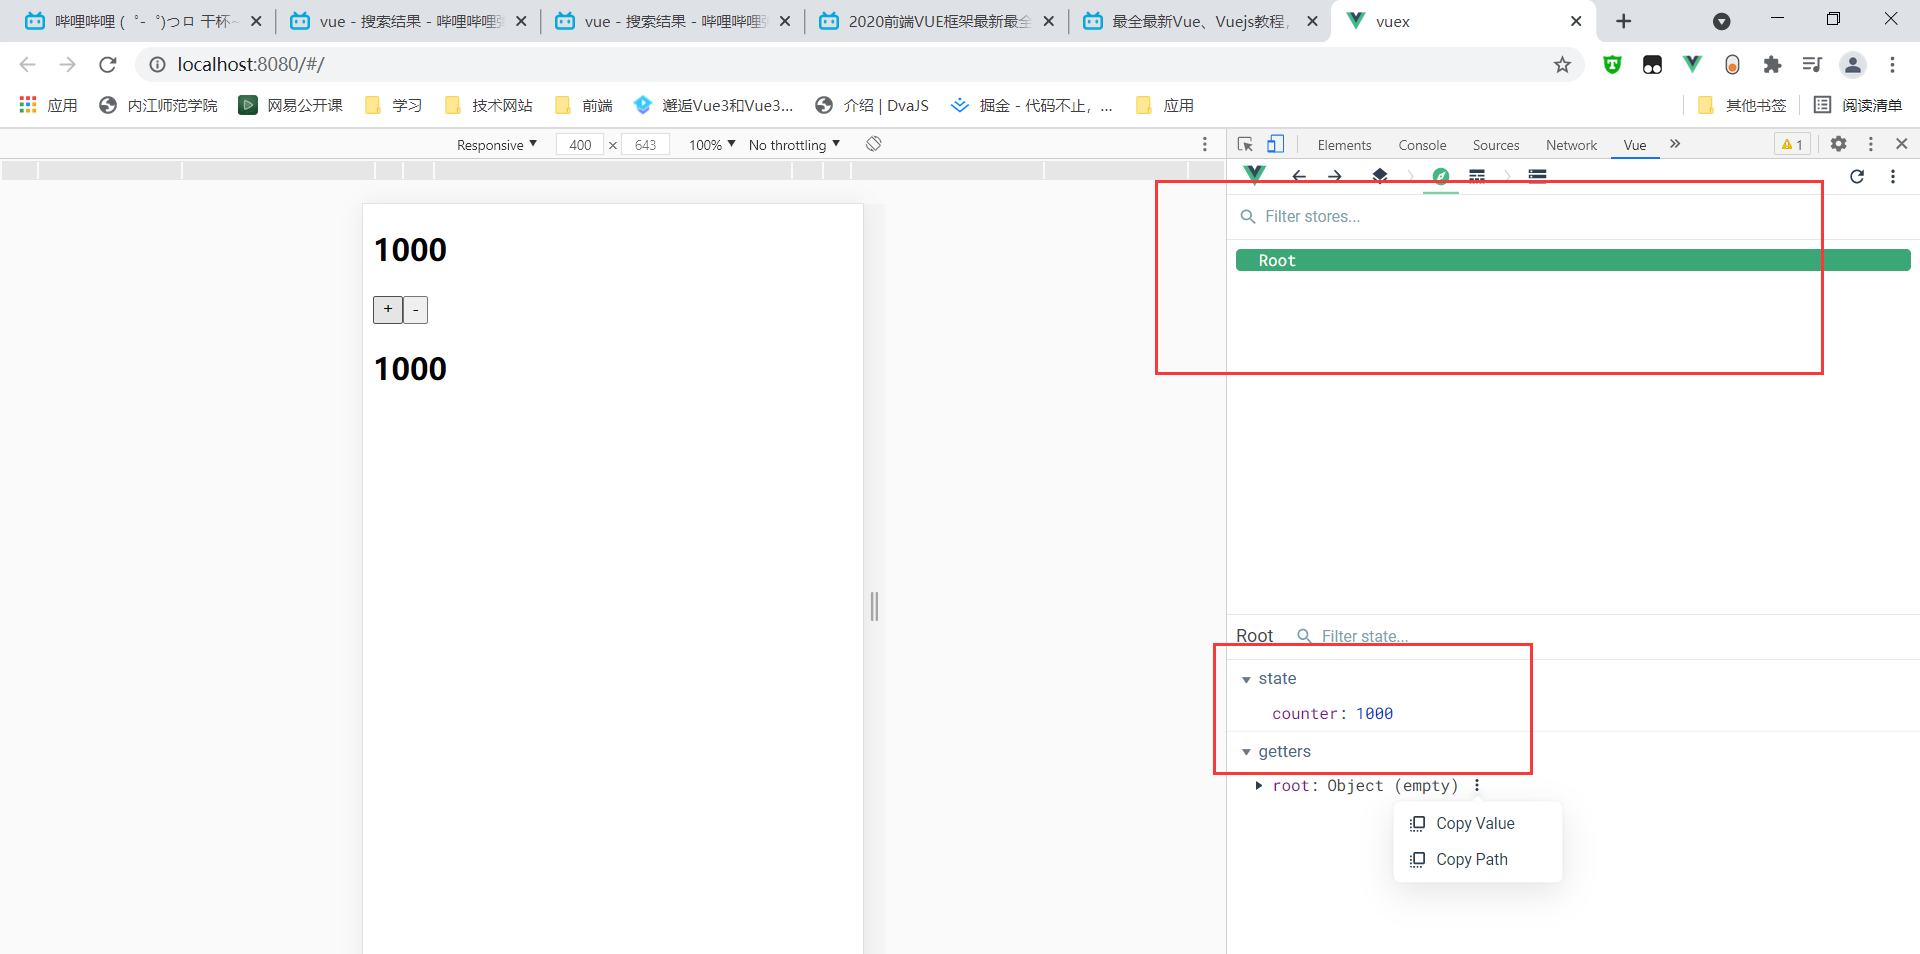 哔哩哔哩 ( ゜- ゜)つロ 干杯~
vue - 搜索结果 - 哔哩哔哩弹
vue - 搜索结果 - 哔哩哔哩弹
2020前端VUE框架最新最全
最全最新Vue、Vuejs教程，
vuex
localhost:8080/#/
应用
内江师范学院
网易公开课
学习
技术网站
前端
邂逅Vue3和Vue3...
介绍 | DvaJS
掘金 - 代码不止，...
应用
其他书签
阅读清单
Responsive
400 × 643
100%
No throttling
Elements
Console
Sources
Network
Vue
1
Filter stores...
Root
1000
+
-
1000
Root
Filter state...
state
counter: 1000
getters
root: Object (empty)
Copy Value
Copy Path